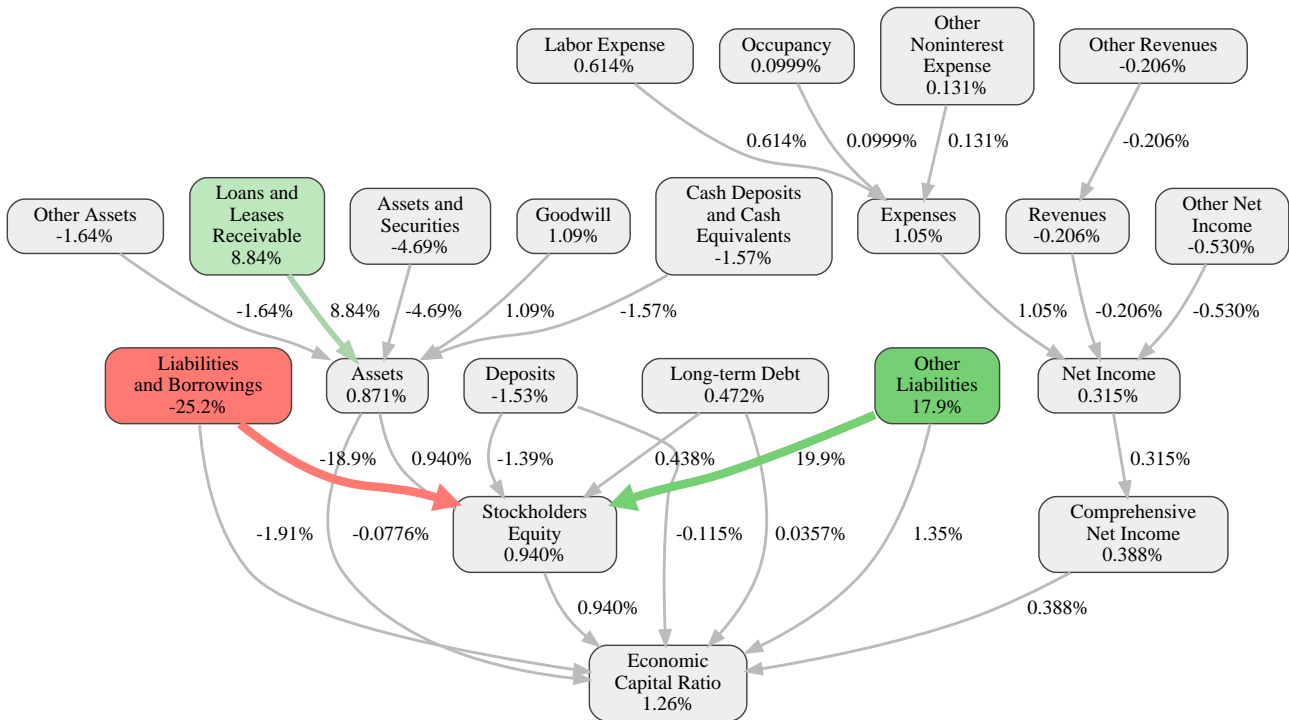 Labor Expense
0.614%
Occupancy
0.0999%
Other
Noninterest
Expense
0.131%
Other Revenues
-0.206%
0.614%
0.0999%
0.131%
-0.206%
Other Assets
-1.64%
Loans and
Leases
Receivable
8.84%
Assets and
Securities
-4.69%
Goodwill
1.09%
Cash Deposits
and Cash
Equivalents
-1.57%
Expenses
1.05%
Revenues
-0.206%
Other Net
Income
-0.530%
-1.64%
8.84%
-4.69%
1.09%
-1.57%
1.05%
-0.206%
-0.530%
Liabilities
and Borrowings
-25.2%
Assets
0.871%
Deposits
-1.53%
Long-term Debt
0.472%
Other
Liabilities
17.9%
Net Income
0.315%
-18.9%
0.940%
-1.39%
0.438%
19.9%
0.315%
-1.91%
-0.0776%
Stockholders
Equity
0.940%
-0.115%
0.0357%
1.35%
Comprehensive
Net Income
0.388%
0.940%
0.388%
Economic
Capital Ratio
1.26%